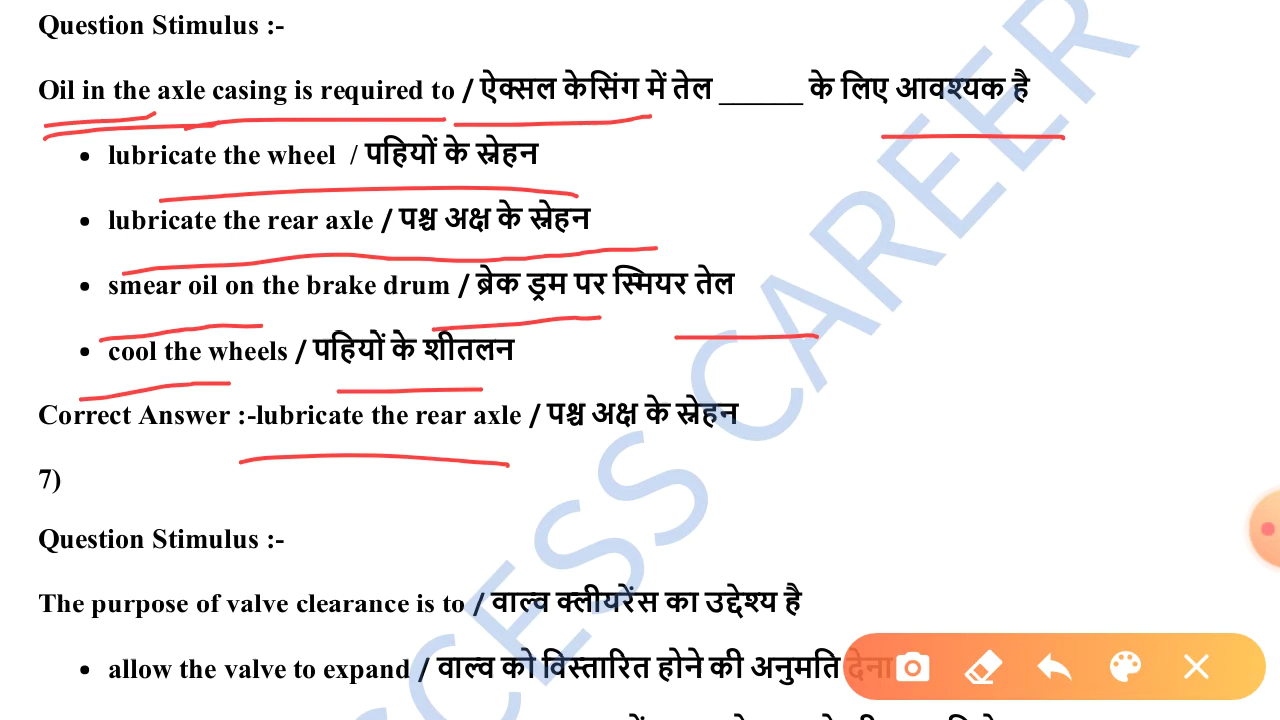 Question Stimulus :-
Oil in the axle casing is required to / ऐक्सल केसिंग में तेल ______ के लिए आवश्यक है
• lubricate the wheel / पहियों के स्नेहन
• lubricate the rear axle / पश्च अक्ष के स्नेहन
• smear oil on the brake drum / ब्रेक ड्रम पर स्मियर तेल
• cool the wheels / पहियों के शीतलन
Correct Answer :-lubricate the rear axle / पश्च अक्ष के स्नेहन
7)
Question Stimulus :-
The purpose of valve clearance is to / वाल्व क्लीयरेंस का उद्देश्य है
• allow the valve to expand / वाल्व को विस्तारित होने की अनुमति देना
CESS CAREER